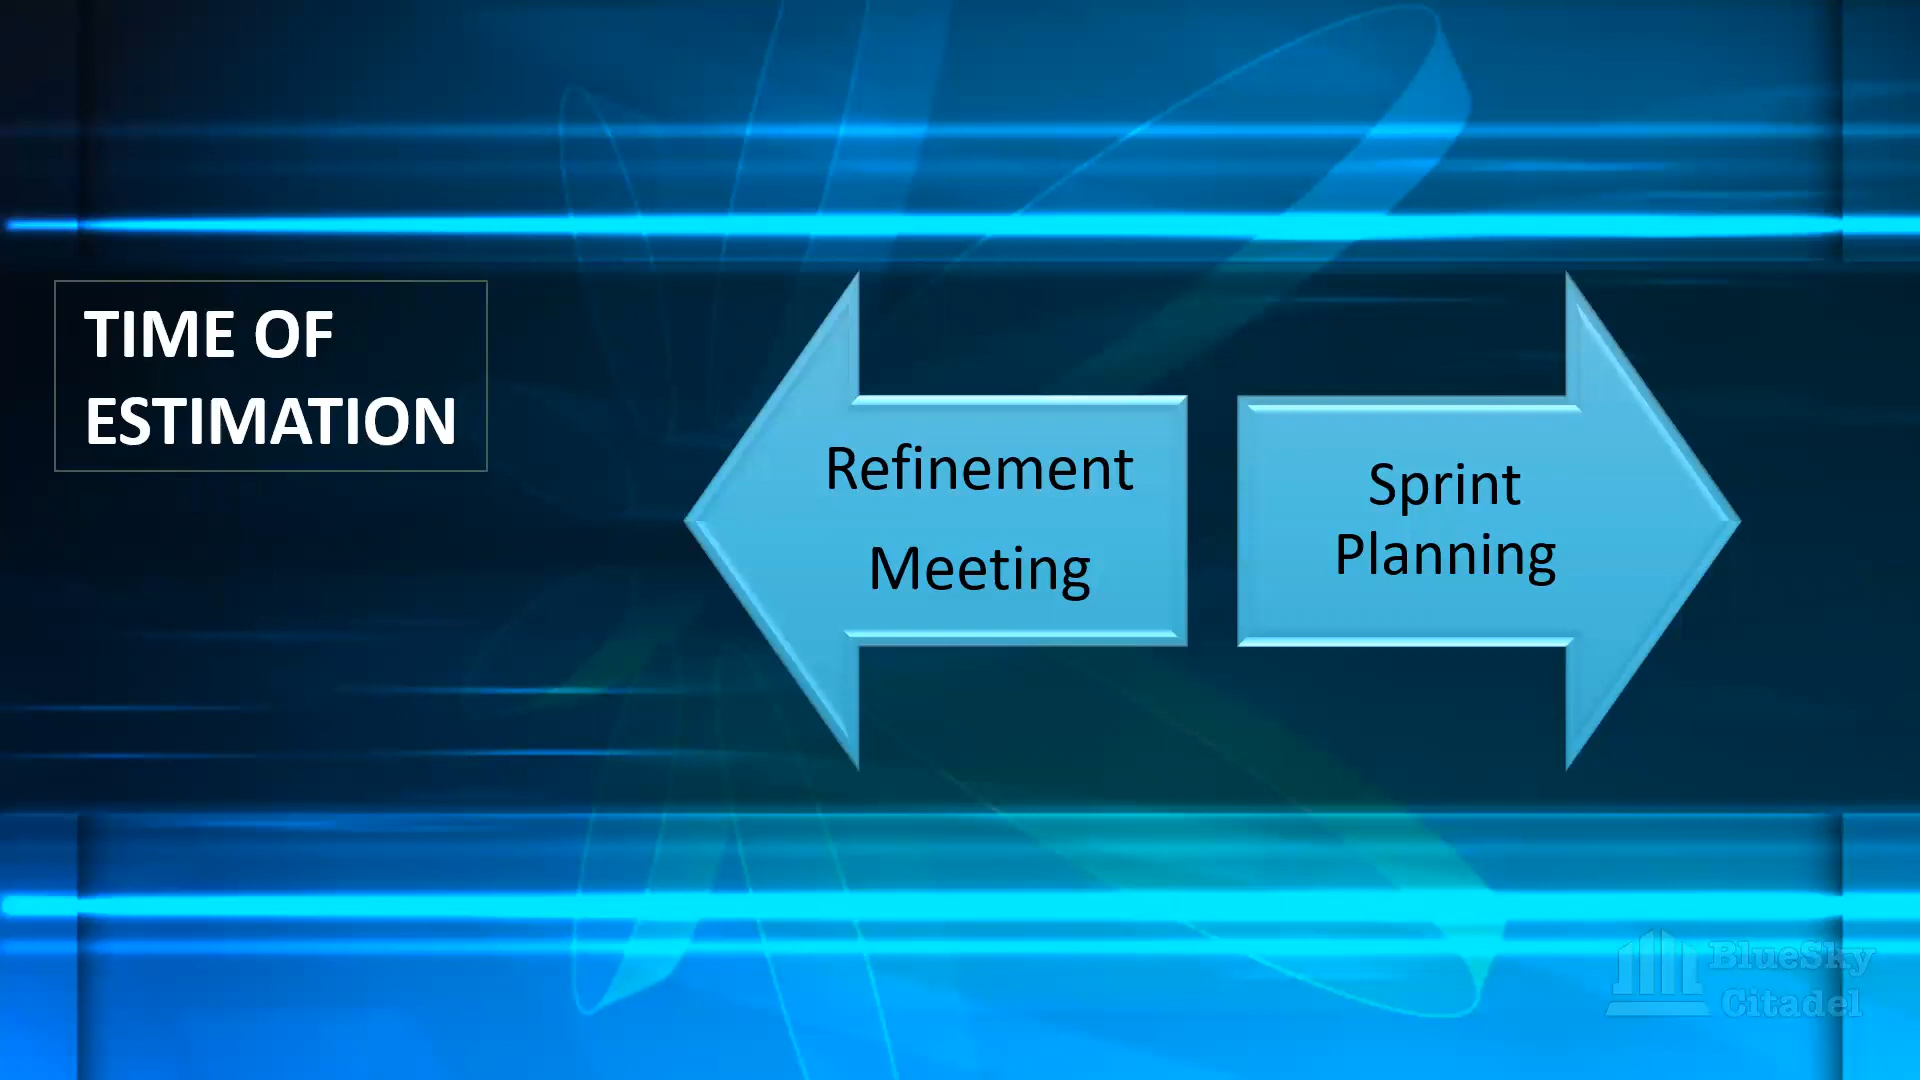 TIME OF
ESTIMATION
Refinement
Meeting
Sprint
Planning
BlueSky
Citadel